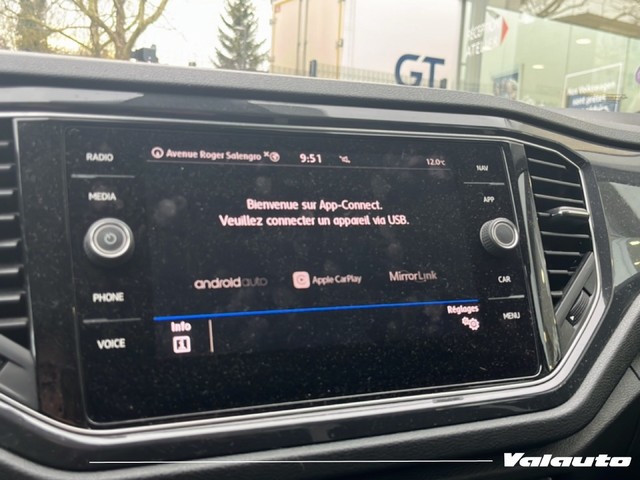 GT
RADIO
MEDIA
PHONE
VOICE
Avenue Roger Salengro
9:51
12.0°C
Bienvenue sur App-Connect.
Veuillez connecter un appareil via USB.
androidauto
Apple CarPlay
MirrorLink
Info
Réglages
NAV
APP
CAR
MENU
Valauto